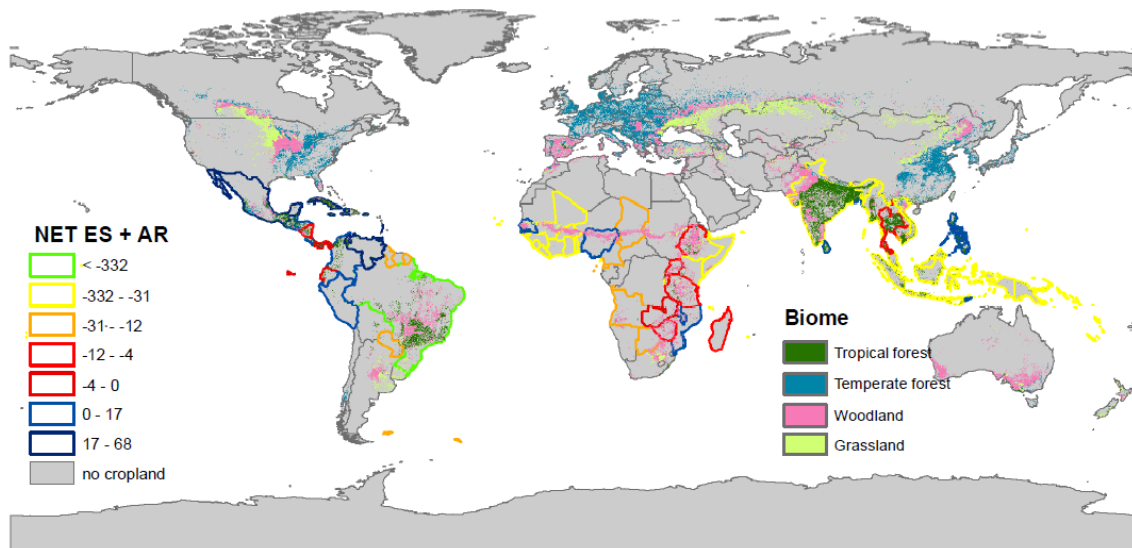 NET ES + AR
< -332
-332 - -31
-31 - -12
-12 - -4
-4 - 0
0 - 17
17 - 68
no cropland
Biome
Tropical forest
Temperate forest
Woodland
Grassland